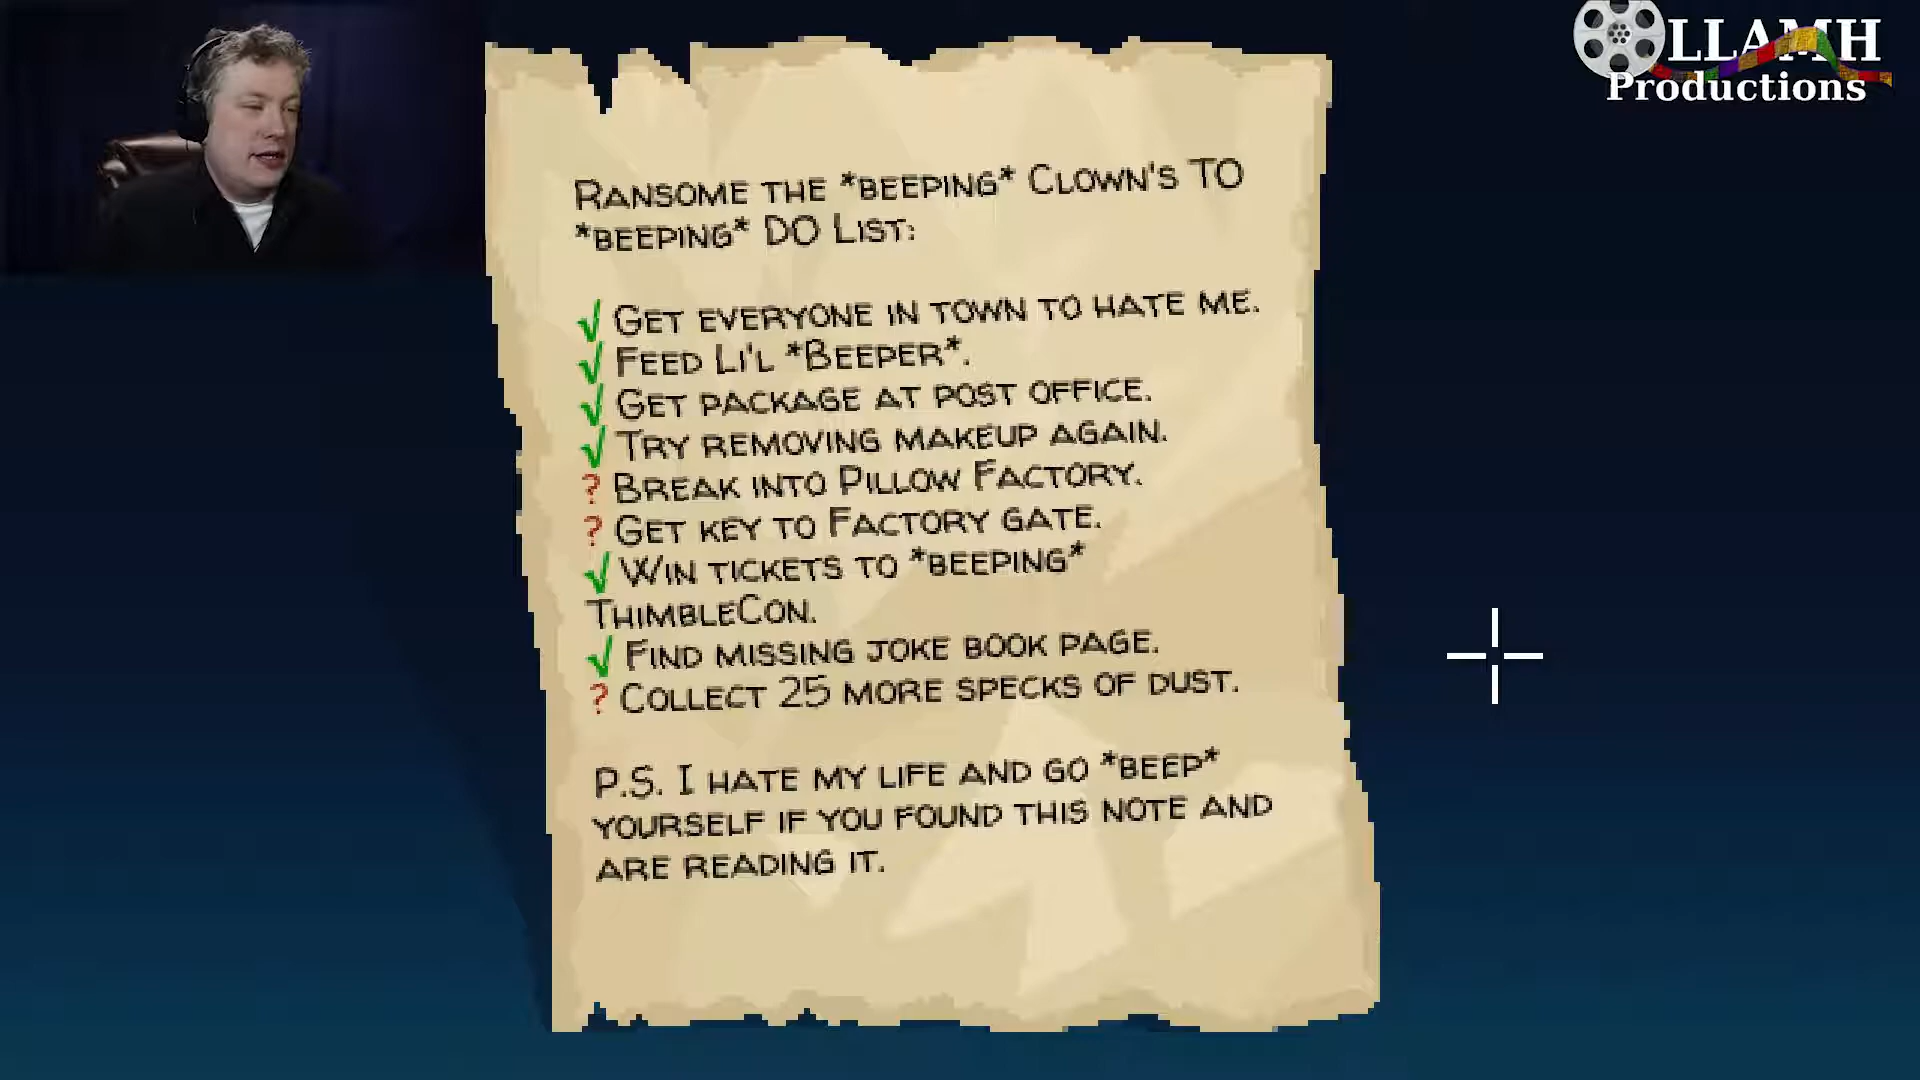 LLAMH
Productions
RANSOME THE *BEEPING* CLOWN'S TO
*BEEPING* DO LIST:
√ GET EVERYONE IN TOWN TO HATE ME.
√ FEED LI'L *BEEPER*.
√ GET PACKAGE AT POST OFFICE.
√ TRY REMOVING MAKEUP AGAIN.
? BREAK INTO PILLOW FACTORY.
? GET KEY TO FACTORY GATE.
√ WIN TICKETS TO *BEEPING*
THIMBLECON.
√ FIND MISSING JOKE BOOK PAGE.
? COLLECT 25 MORE SPECKS OF DUST.
P.S. I HATE MY LIFE AND GO *BEEP*
YOURSELF IF YOU FOUND THIS NOTE AND
ARE READING IT.